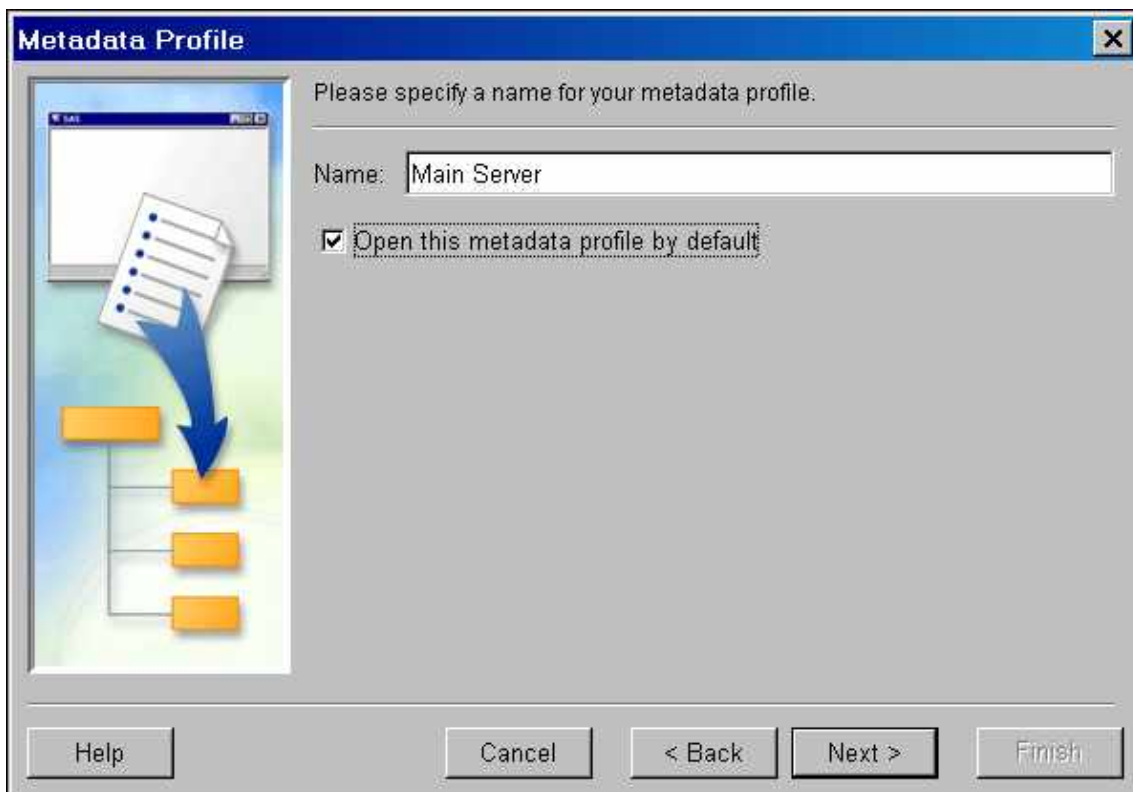 Metadata Profile
SAS
Please specify a name for your metadata profile.
Name: Main Server
Open this metadata profile by default
Help Cancel < Back Next > Finish